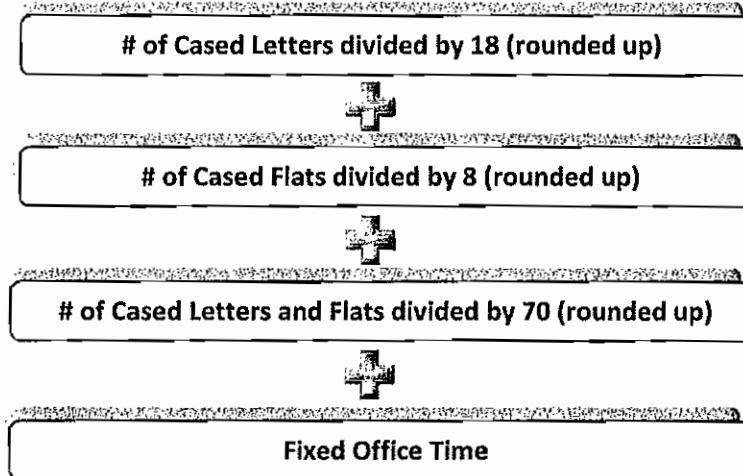 # of Cased Letters divided by 18 (rounded up)
# of Cased Flats divided by 8 (rounded up)
# of Cased Letters and Flats divided by 70 (rounded up)
Fixed Office Time